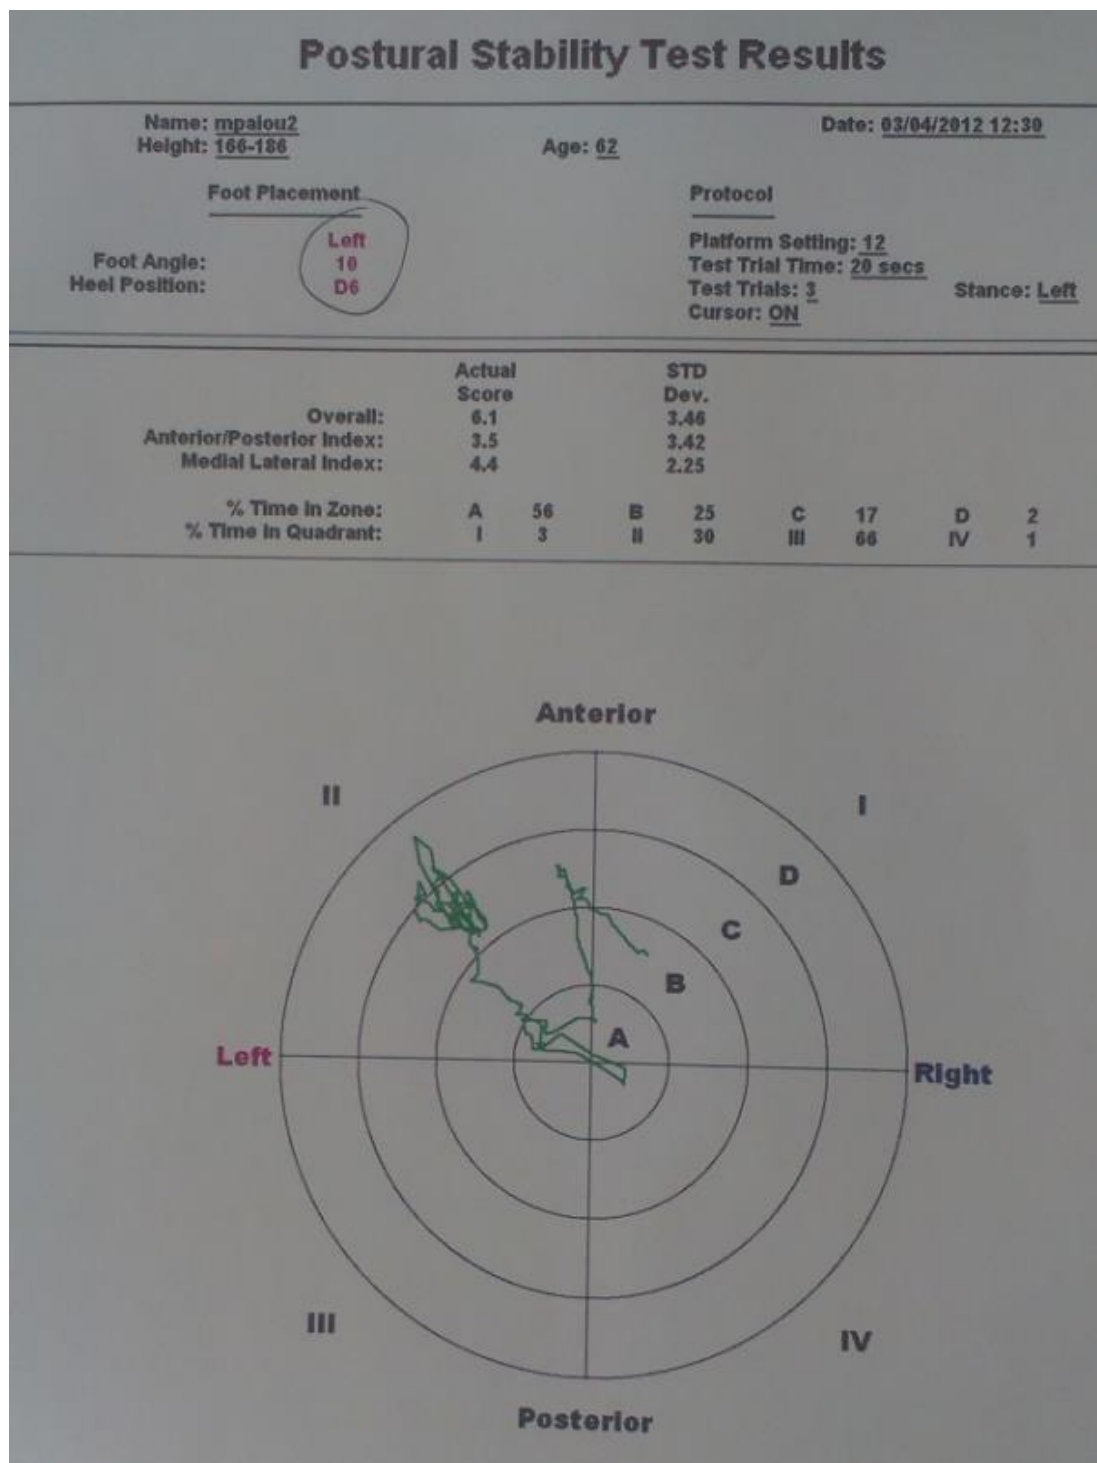 Postural Stability Test Results
Name: mpalou2
Date: 03/04/2012 12:30
Height: 166-186
Age: 62
Foot Placement
Protocol
Left
Platform Setting: 12
Foot Angle: 10
Test Trial Time: 20 secs
Heel Position: D6
Test Trials: 3
Stance: Left
Cursor: ON
Actual STD
Score Dev.
Overall: 6.1 3.46
Anterior/Posterior Index: 3.5 3.42
Medial Lateral Index: 4.4 2.25
% Time in Zone: A 56 B 25 C 17 D 2
% Time in Quadrant: I 3 II 30 III 66 IV 1
Anterior
II
I
D
C
B
A
Left
Right
III
IV
Posterior